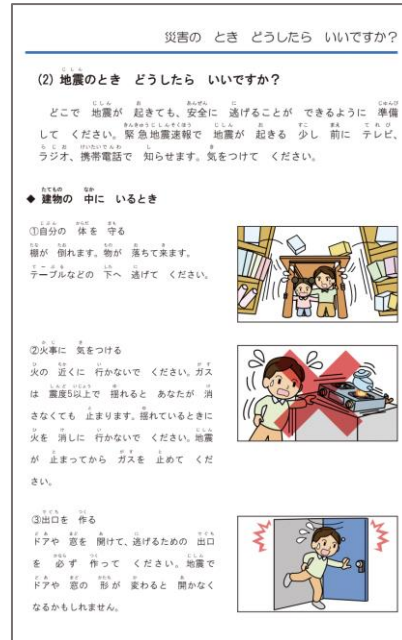 災害の とき どうしたら いいですか?
(2) 地震のとき どうしたら いいですか?
どこで 地震が 起きても、安全に 逃げることが できるように 準備
して ください。緊急地震速報で 地震が 起きる 少し 前に テレビ、
ラジオ、携帯電話で 知らせます。気をつけて ください。
◆ 建物の 中に いるとき
①自分の 体を 守る
棚が 倒れます。物が 落ちて来ます。
テーブルなどの 下へ 逃げて ください。
②火事に 気をつける
火の 近くに 行かないで ください。ガス
は 震度5以上で 揺れると あなたが 消
さなくても 止まります。揺れているときに
火を 消しに 行かないで ください。地震
が 止まってから ガスを 止めて くだ
さい。
③出口を 作る
ドアや 窓を 開けて、逃げるための 出口
を 必ず 作って ください。地震で
ドアや 窓の 形が 変わると 開かなく
なるかもしれません。